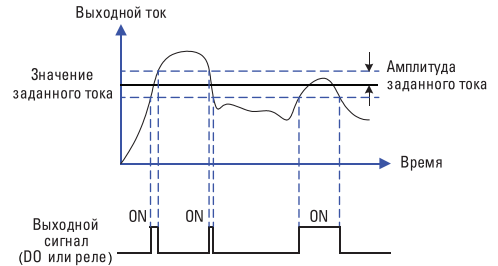 Выходной ток
Значение
заданного тока
Амплитуда
заданного тока
Время
ON
ON
ON
Выходной
сигнал
(DO или реле)